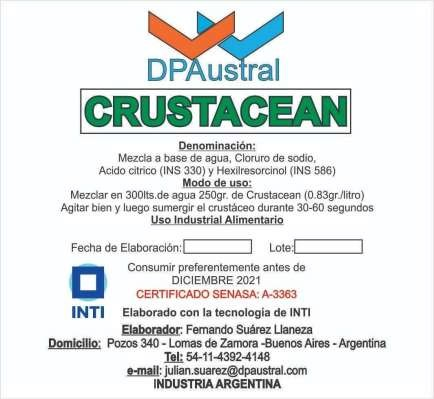 DPAustral
CRUSTACEAN
Denominación:
Mezcla a base de agua, Cloruro de sodio,
Acido citrico (INS 330) y Hexilresorcinol (INS 586)
Modo de uso:
Mezclar en 300lts.de agua 250gr. de Crustacean (0.83gr./litro)
Agitar bien y luego sumergir el crustáceo durante 30-60 segundos
Uso Industrial Alimentario
Fecha de Elaboración:
Lote:
Consumir preferentemente antes de
DICIEMBRE 2021
CERTIFICADO SENASA: A-3363
INTI
Elaborado con la tecnologia de INTI
Elaborador: Fernando Suárez Llaneza
Domicilio: Pozos 340 - Lomas de Zamora -Buenos Aires - Argentina
Tel: 54-11-4392-4148
e-mail: julian.suarez@dpaustral.com
INDUSTRIA ARGENTINA